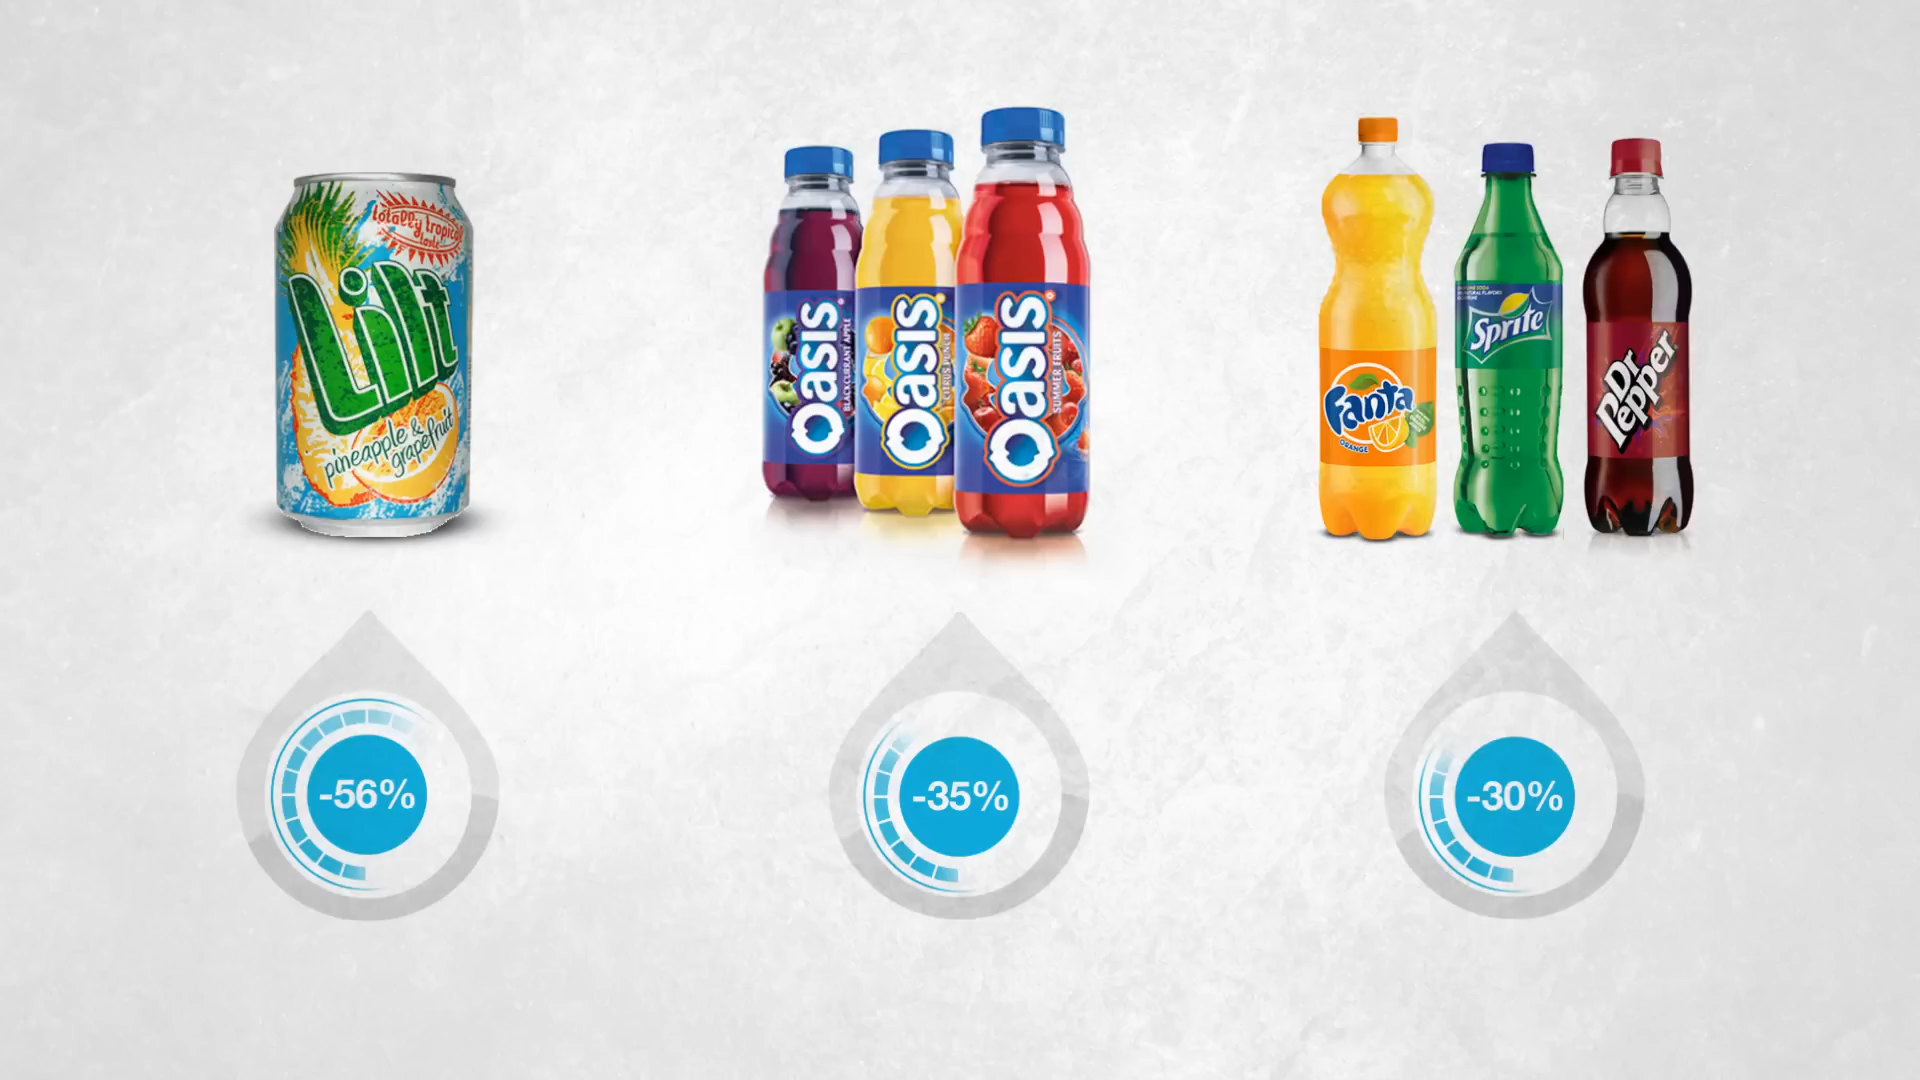 totally tropical
taste
Lilt
pineapple &
grapefruit
Oasis
BLACKCURRANT APPLE
Oasis
CITRUS PUNCH
Oasis
SUMMER FRUITS
Fanta
ORANGE
Sprite
Dr
Pepper
-56%
-35%
-30%